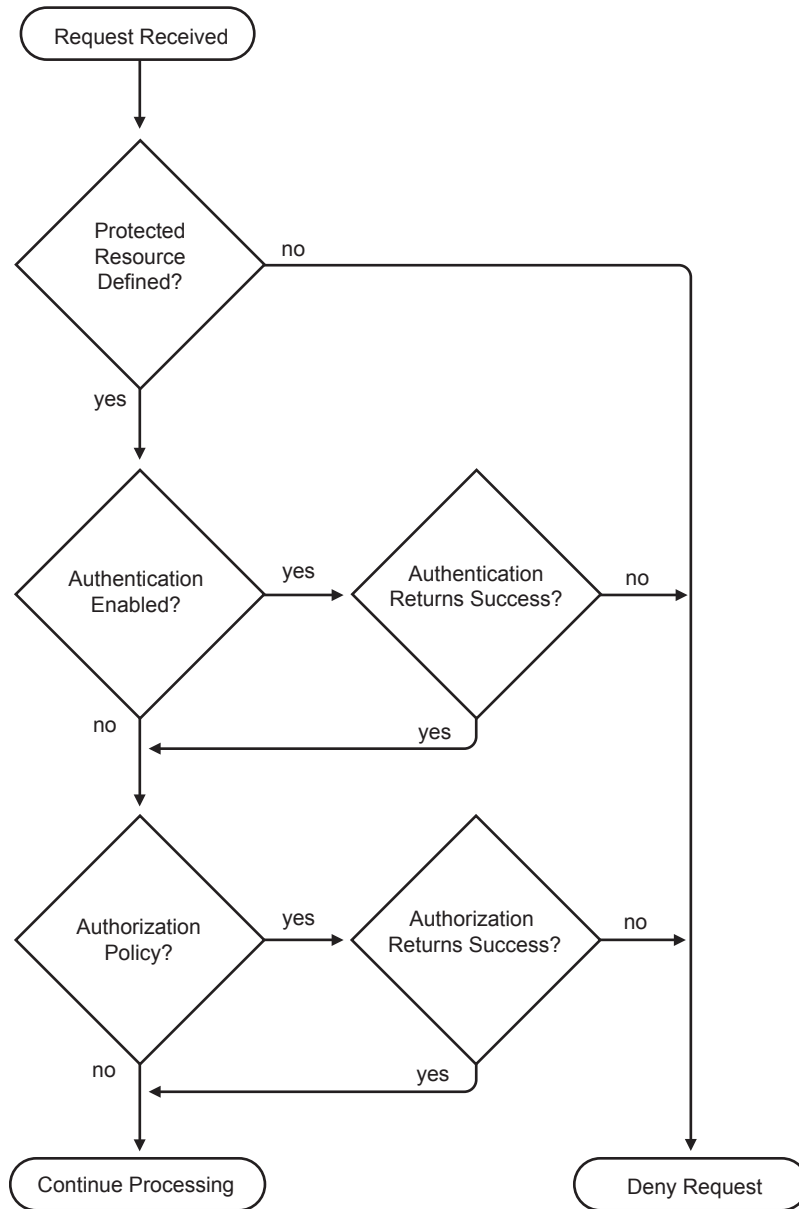 Request Received
Protected
Resource
Defined?
no
yes
Authentication
Enabled?
yes
Authentication
Returns Success?
no
no
yes
Authorization
Policy?
yes
Authorization
Returns Success?
no
no
yes
Continue Processing
Deny Request